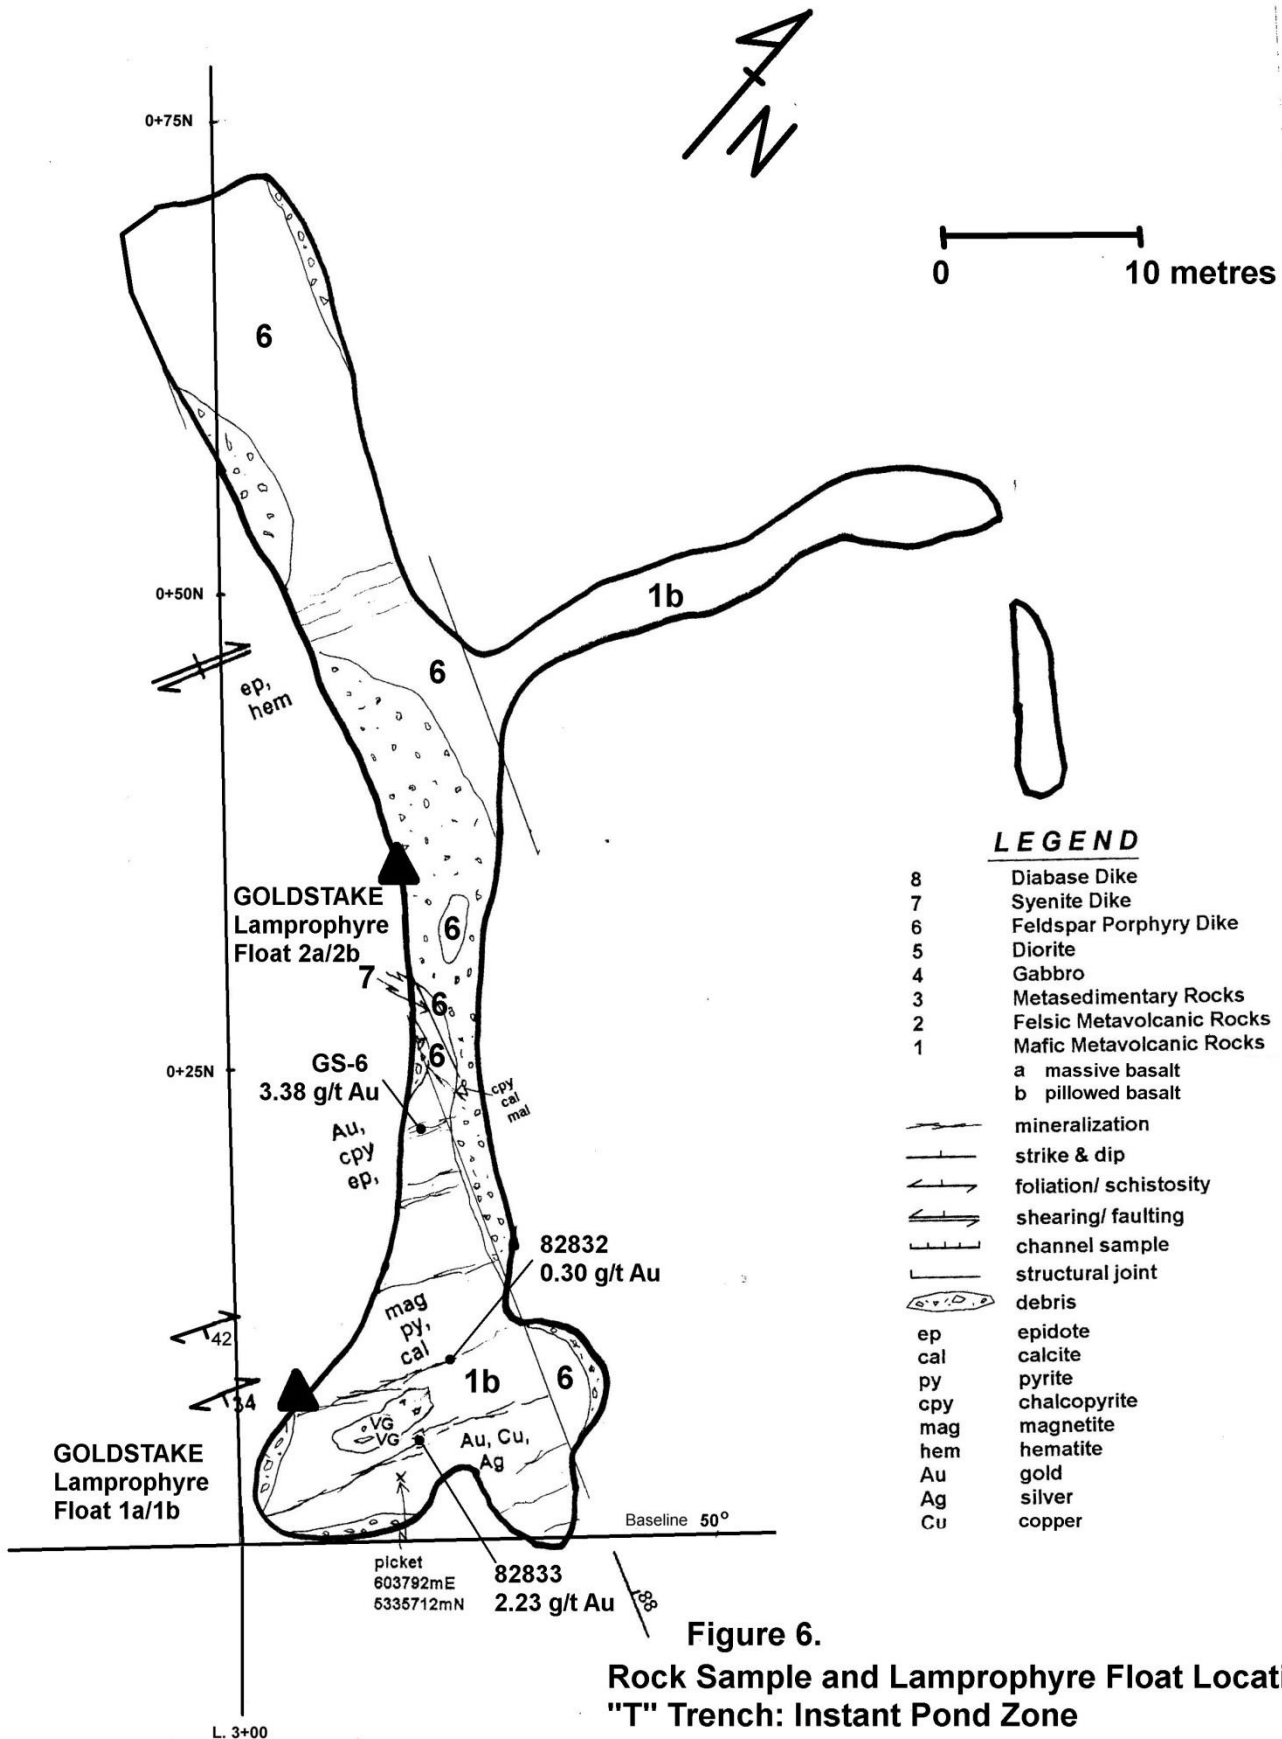 N
0+75N
0 10 metres
6
0+50N
1b
6
ep,
hem
GOLDSTAKE
Lamprophyre
Float 2a/2b
6
7
6
6
0+25N
GS-6
3.38 g/t Au
cpy
cal
mal
Au,
cpy
ep,
82832
0.30 g/t Au
mag
py,
cal
42
34
1b
6
VG
VG
Au, Cu,
Ag
GOLDSTAKE
Lamprophyre
Float 1a/1b
Baseline 50°
picket
603792mE
5335712mN
82833
2.23 g/t Au
88
L. 3+00
LEGEND
8 Diabase Dike
7 Syenite Dike
6 Feldspar Porphyry Dike
5 Diorite
4 Gabbro
3 Metasedimentary Rocks
2 Felsic Metavolcanic Rocks
1 Mafic Metavolcanic Rocks
a massive basalt
b pillowed basalt
mineralization
strike & dip
foliation/ schistosity
shearing/ faulting
channel sample
structural joint
debris
ep epidote
cal calcite
py pyrite
cpy chalcopyrite
mag magnetite
hem hematite
Au gold
Ag silver
Cu copper
Figure 6.
Rock Sample and Lamprophyre Float Locati
"T" Trench: Instant Pond Zone